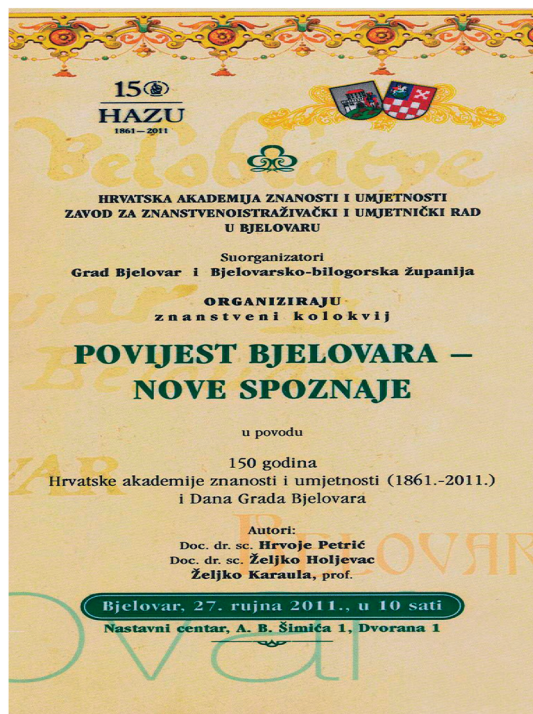 150
HAZU
1861–2011
Beloblatye
HRVATSKA AKADEMIJA ZNANOSTI I UMJETNOSTI
ZAVOD ZA ZNANSTVENOISTRAŽIVAČKI I UMJETNIČKI RAD
U BJELOVARU
Suorganizatori
Grad Bjelovar i Bjelovarsko-bilogorska županija
ORGANIZIRAJU
znanstveni kolokvij
POVIJEST BJELOVARA –
NOVE SPOZNAJE
u povodu
150 godina
Hrvatske akademije znanosti i umjetnosti (1861.-2011.)
i Dana Grada Bjelovara
Autori:
Doc. dr. sc. Hrvoje Petrić
Doc. dr. sc. Željko Holjevac
Željko Karaula, prof.
BELOVAR
Bjelovar, 27. rujna 2011., u 10 sati
Nastavni centar, A. B. Šimića 1, Dvorana 1
ovar